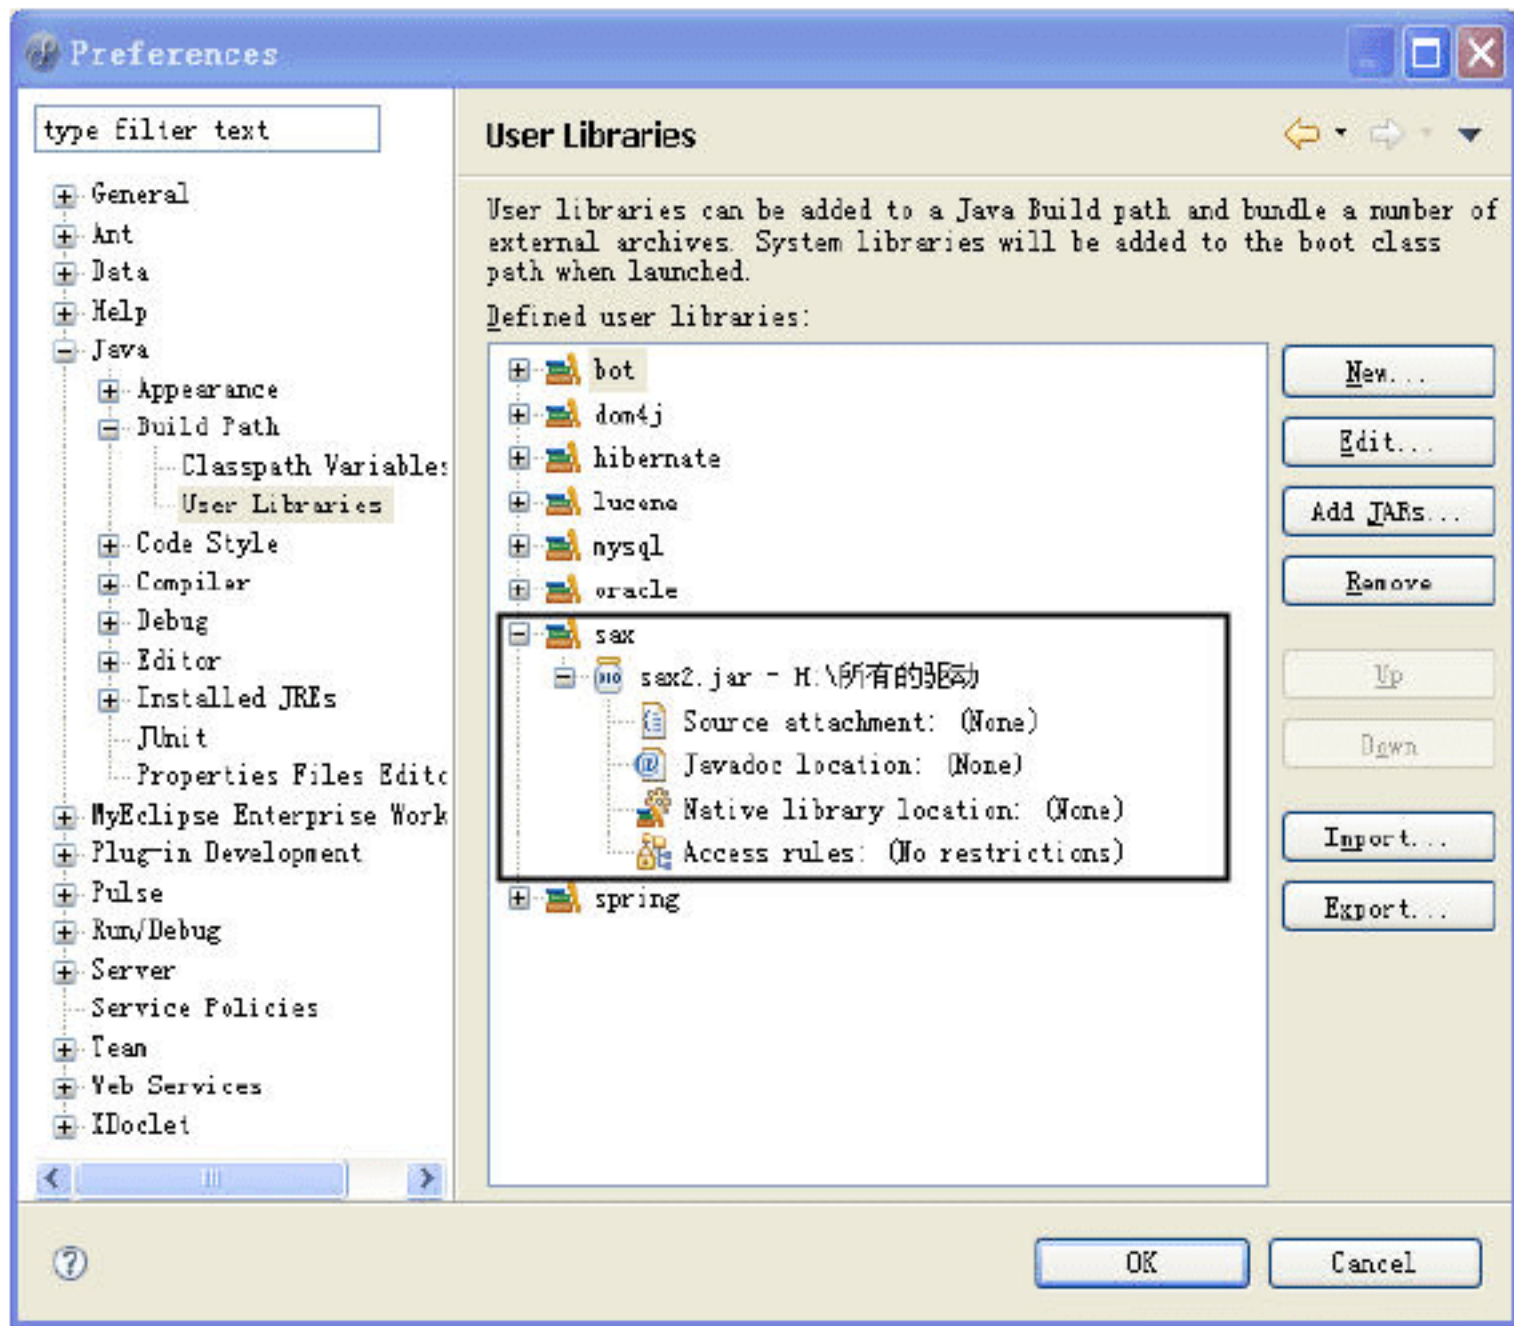 Preferences
type filter text
General
Ant
Data
Help
Java
Appearance
Build Path
Classpath Variables
User Libraries
Code Style
Compiler
Debug
Editor
Installed JREs
JUnit
Properties Files Edito
MyEclipse Enterprise Work
Plug-in Development
Pulse
Run/Debug
Server
Service Policies
Team
Web Services
XDoclet
User Libraries
User libraries can be added to a Java Build path and bundle a number of
external archives. System libraries will be added to the boot class
path when launched.
Defined user libraries:
bot
dom4j
hibernate
lucene
mysql
oracle
sax
sax2.jar - H:\所有的驱动
Source attachment: (None)
Javadoc location: (None)
Native library location: (None)
Access rules: (No restrictions)
spring
New...
Edit...
Add JARs...
Remove
Up
Down
Import...
Export...
OK
Cancel